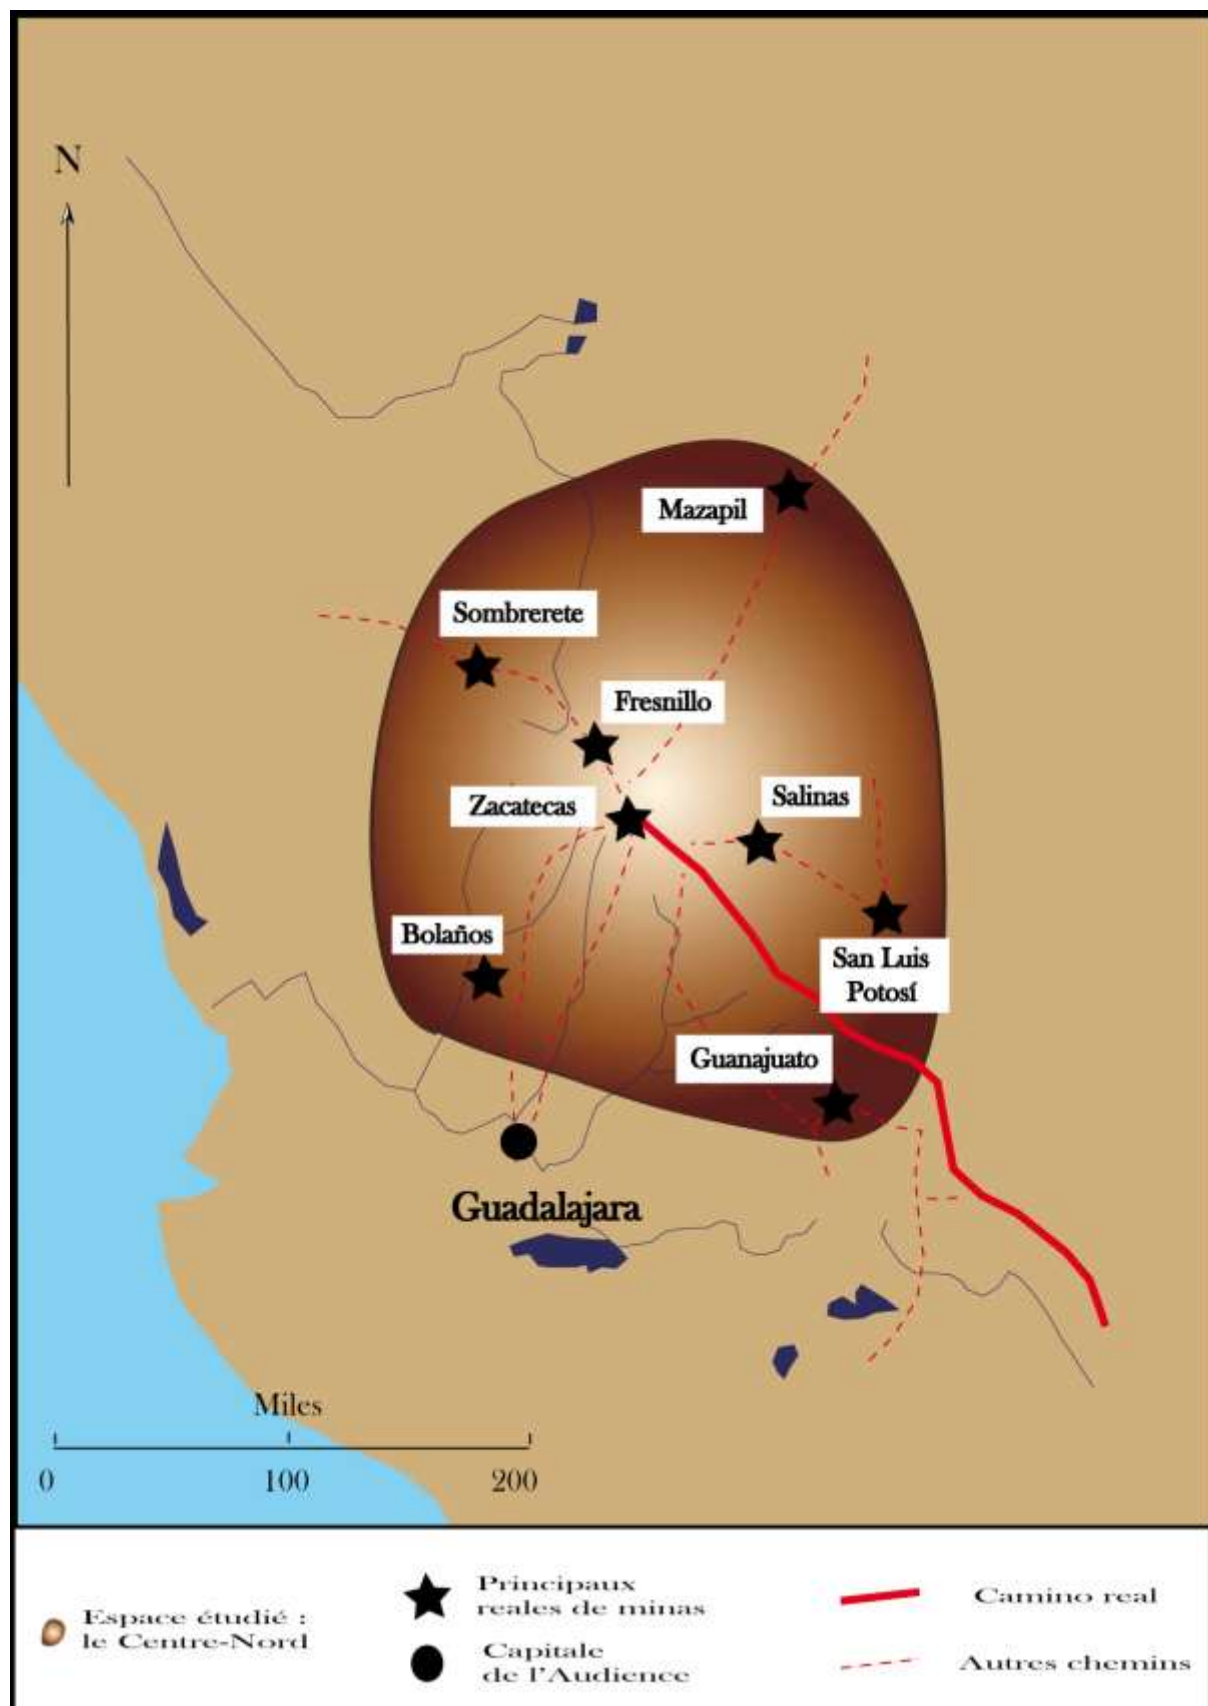 N
Mazapil
Sombrerete
Fresnillo
Zacatecas
Salinas
Bolaños
San Luis
Potosí
Guanajuato
Guadalajara
Miles
0 100 200
Espace étudié :
le Centre-Nord
Principaux
reales de minas
Capitale
de l'Audience
Camino real
Autres chemins